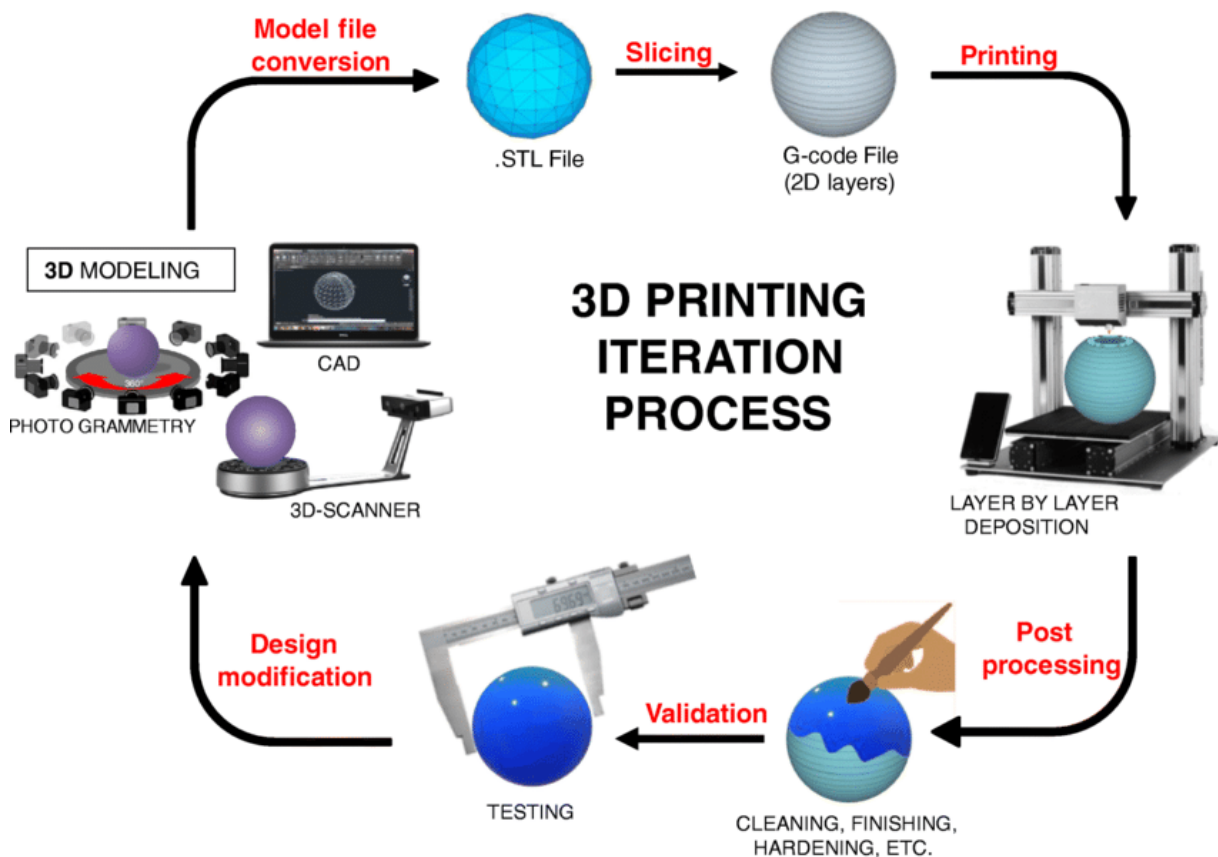 Model file
conversion
Slicing
Printing
.STL File
G-code File
(2D layers)
3D MODELING
CAD
360°
PHOTO GRAMMETRY
3D-SCANNER
3D PRINTING
ITERATION
PROCESS
LAYER BY LAYER
DEPOSITION
Design
modification
Validation
Post
processing
TESTING
CLEANING, FINISHING,
HARDENING, ETC.